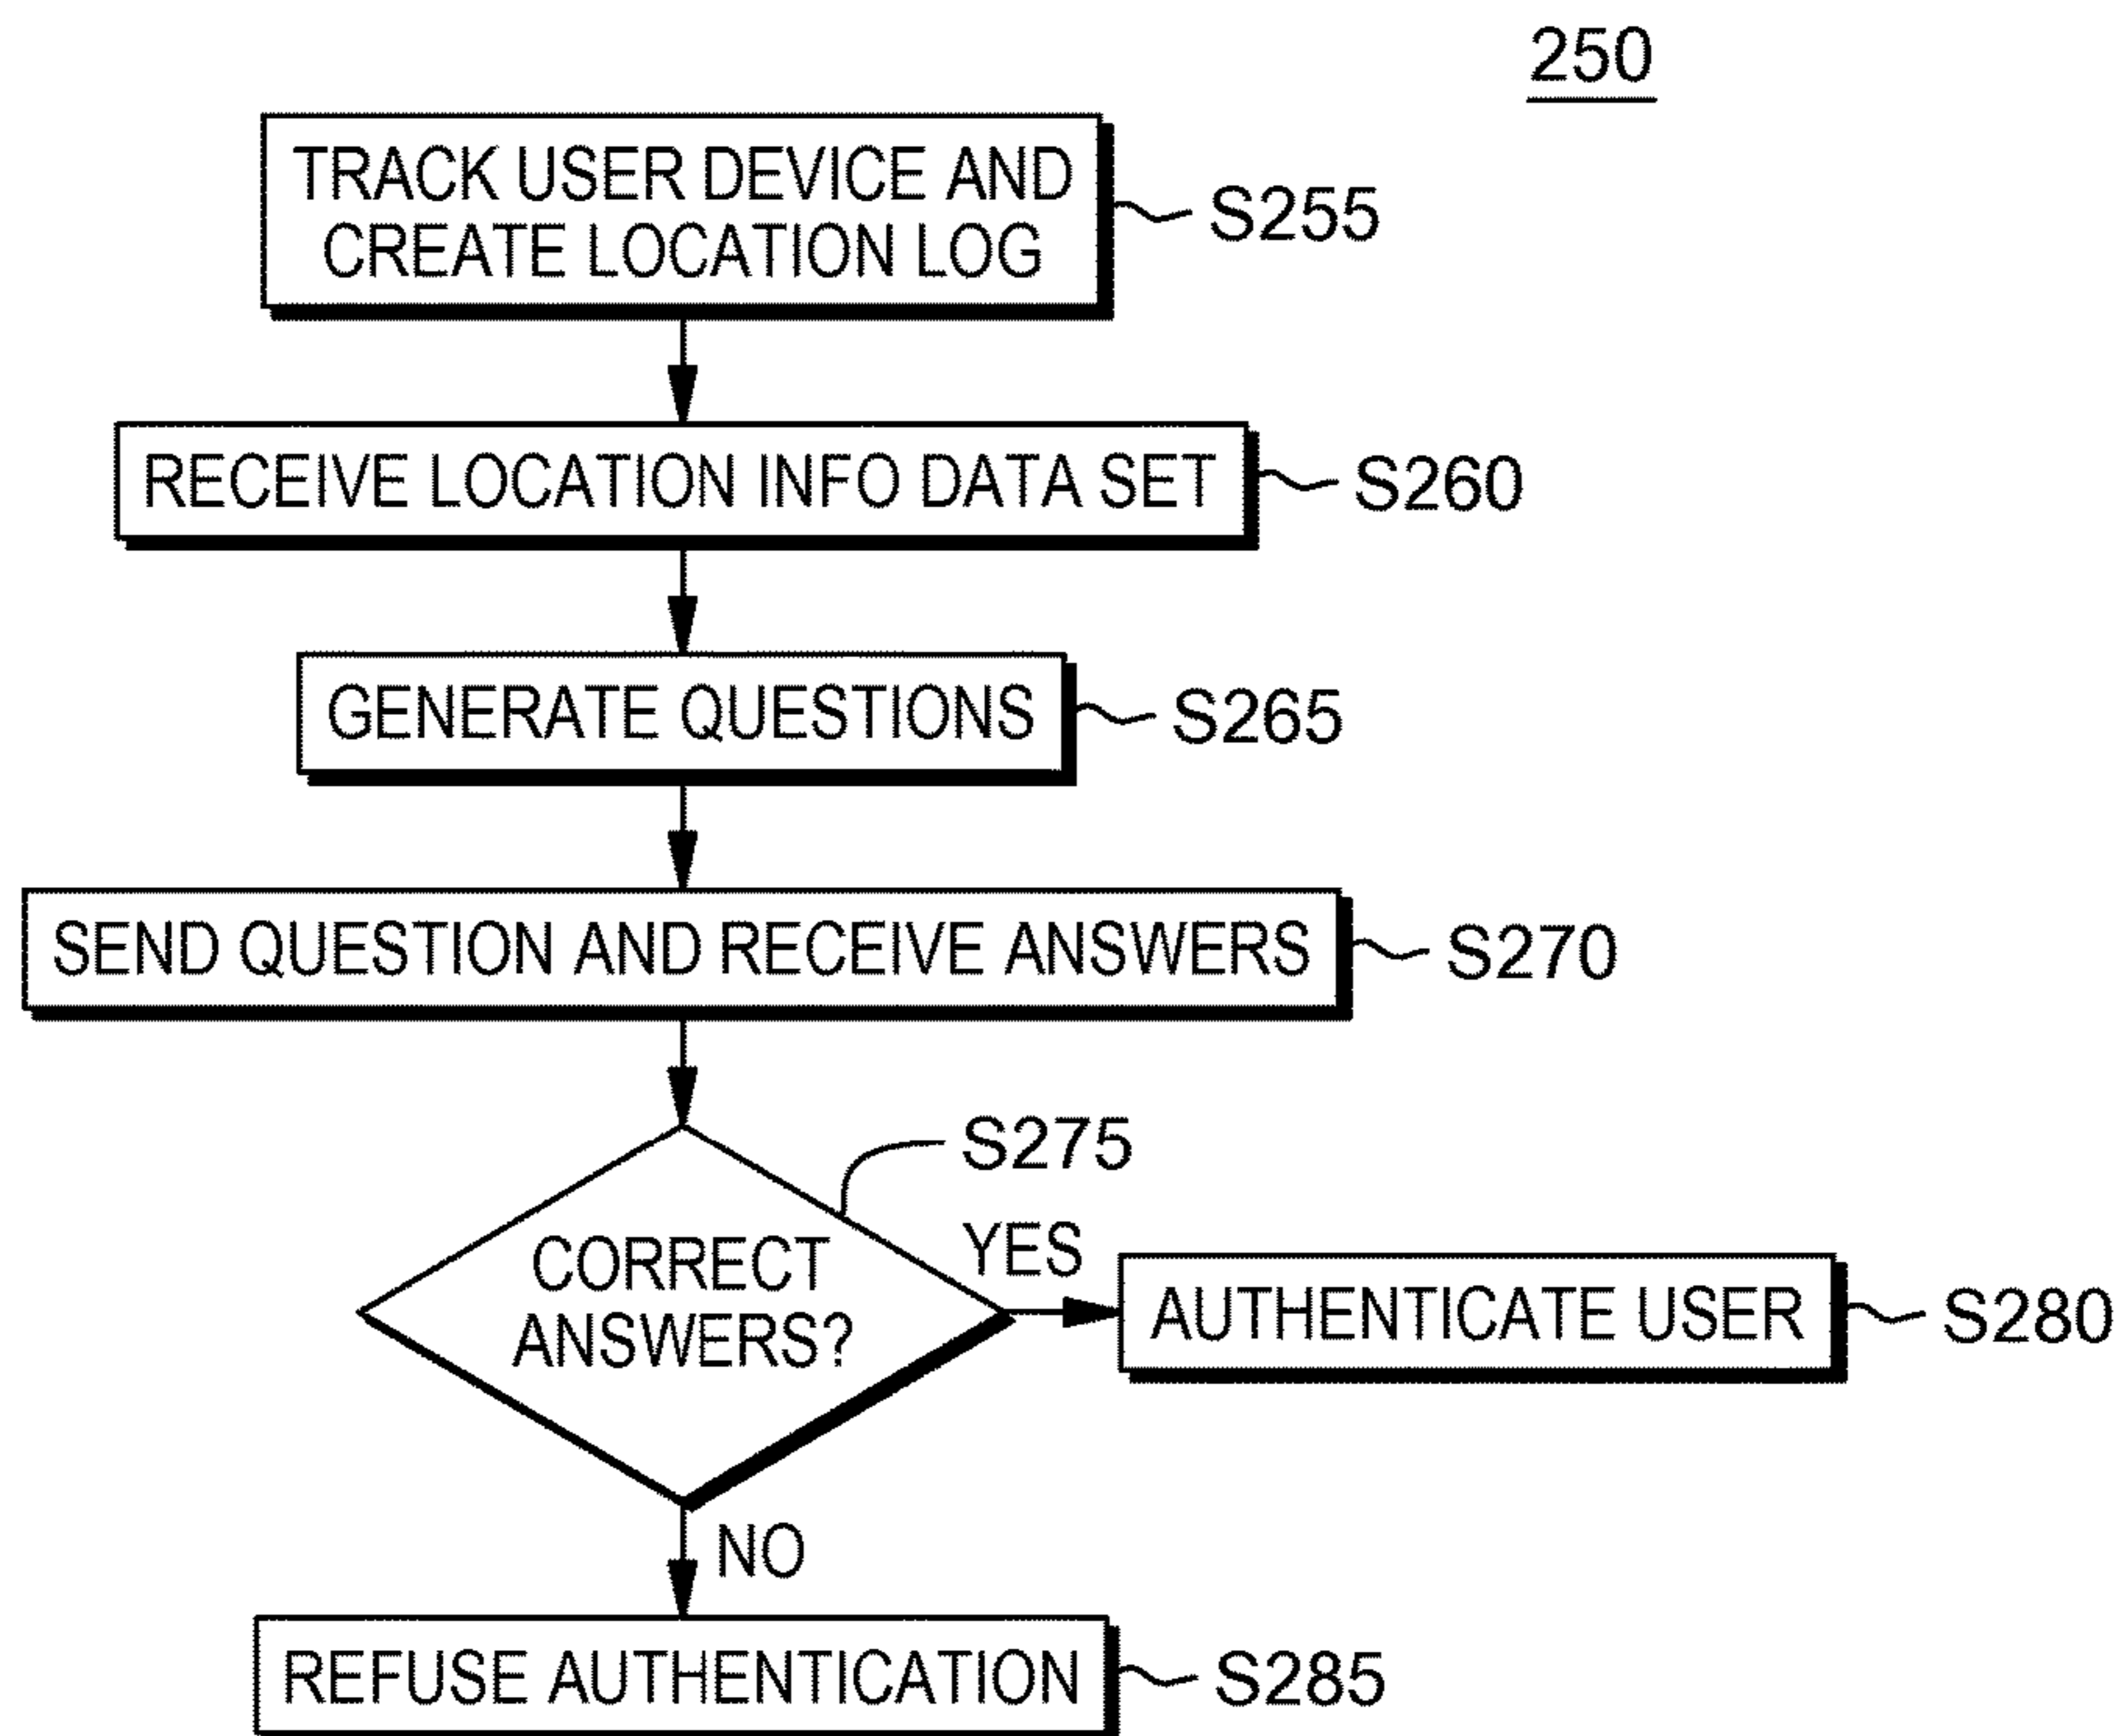 250
TRACK USER DEVICE AND
CREATE LOCATION LOG
S255
RECEIVE LOCATION INFO DATA SET
S260
GENERATE QUESTIONS
S265
SEND QUESTION AND RECEIVE ANSWERS
S270
S275
CORRECT
ANSWERS?
YES
AUTHENTICATE USER
S280
NO
REFUSE AUTHENTICATION
S285